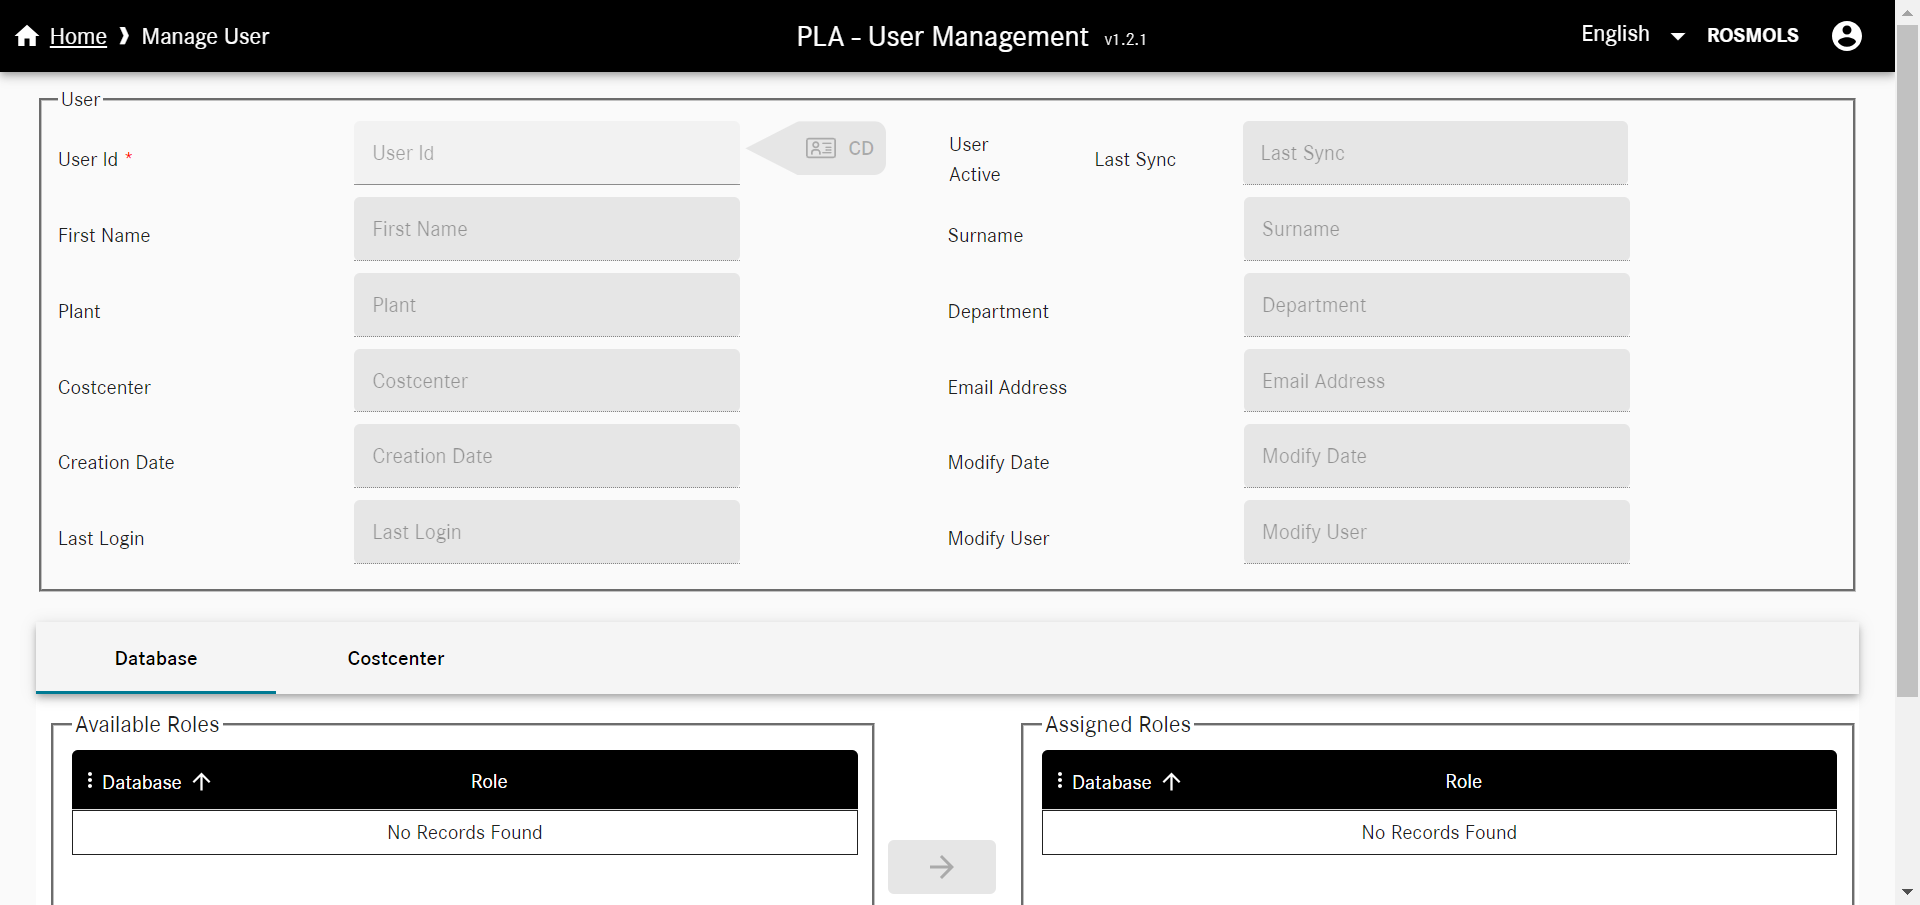 Home ❱ Manage User
PLA - User Management v1.2.1
English
ROSMOLS
User
User Id *
User Id
CD
User Active
Last Sync
Last Sync
First Name
First Name
Surname
Surname
Plant
Plant
Department
Department
Costcenter
Costcenter
Email Address
Email Address
Creation Date
Creation Date
Modify Date
Modify Date
Last Login
Last Login
Modify User
Modify User
Database
Costcenter
Available Roles
Database
Role
No Records Found
Assigned Roles
Database
Role
No Records Found